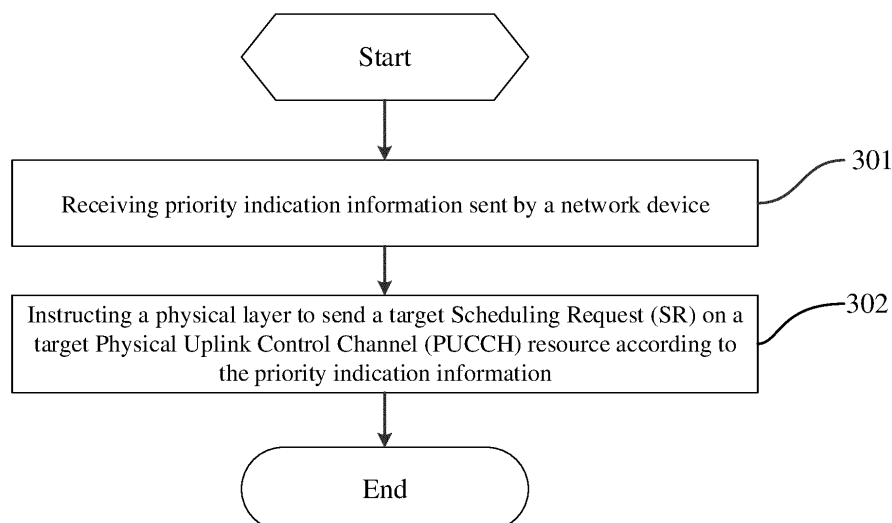 Start
301
Receiving priority indication information sent by a network device
302
Instructing a physical layer to send a target Scheduling Request (SR) on a
target Physical Uplink Control Channel (PUCCH) resource according to
the priority indication information
End